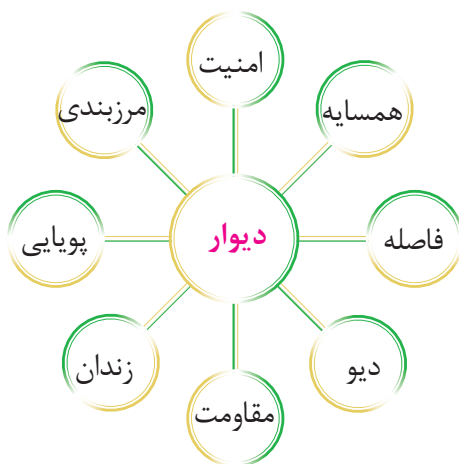 امنیت
همسایه
فاصله
دیو
مقاومت
زندان
پویایی
مرزبندی
دیوار